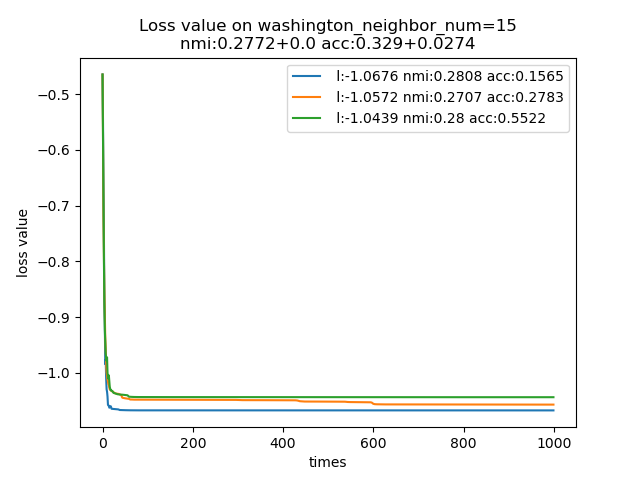 Loss value on washington_neighbor_num=15
nmi:0.2772+0.0 acc:0.329+0.0274
l:-1.0676 nmi:0.2808 acc:0.1565
l:-1.0572 nmi:0.2707 acc:0.2783
l:-1.0439 nmi:0.28 acc:0.5522
loss value
−0.5
−0.6
−0.7
−0.8
−0.9
−1.0
0 200 400 600 800 1000
times